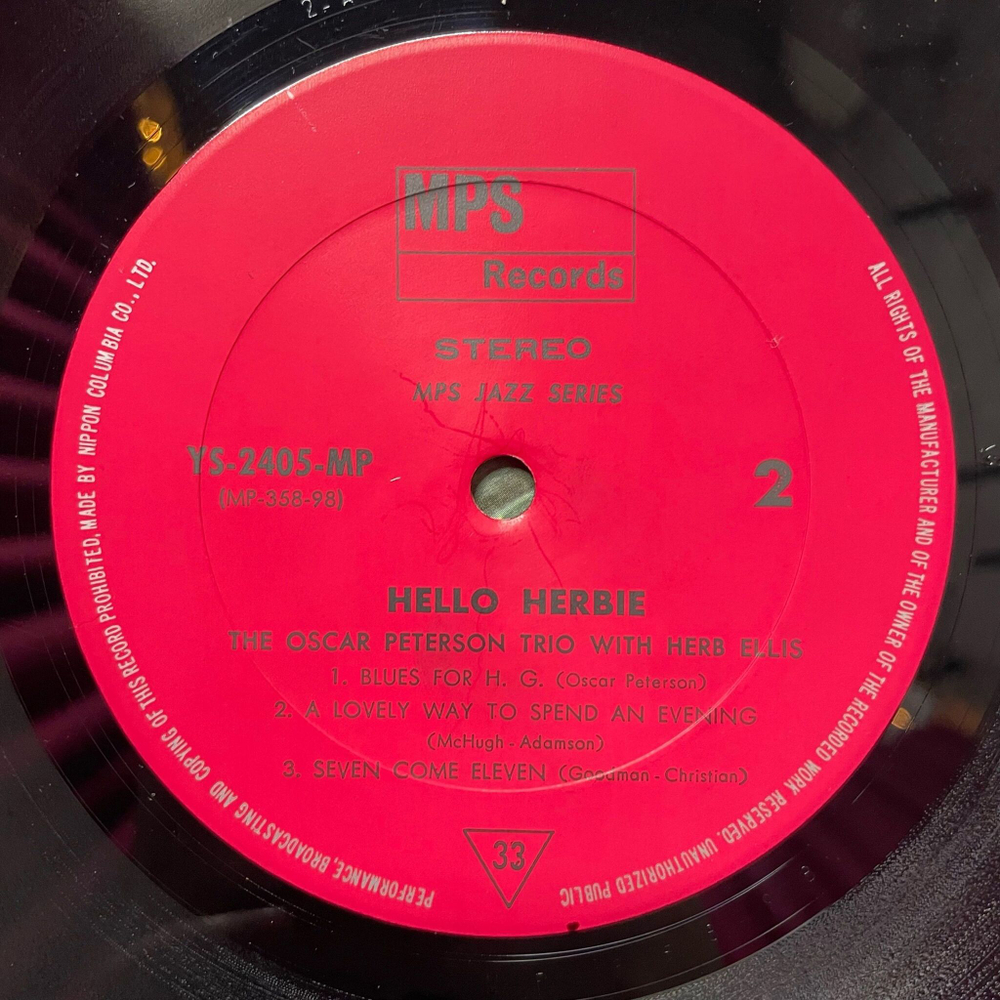 MPS
Records
STEREO
MPS JAZZ SERIES
YS-2405-MP
(MP-358-98)
2
HELLO HERBIE
THE OSCAR PETERSON TRIO WITH HERB ELLIS
1. BLUES FOR H. G. (Oscar Peterson)
2. A LOVELY WAY TO SPEND AN EVENING
(McHugh - Adamson)
3. SEVEN COME ELEVEN (Goodman - Christian)
33
ALL RIGHTS OF THE MANUFACTURER AND OF THE OWNER OF THE RECORDED WORK RESERVED. UNAUTHORIZED PUBLIC
PERFORMANCE, BROADCASTING AND COPYING OF THIS RECORD PROHIBITED, MADE BY NIPPON COLUMBIA CO., LTD.